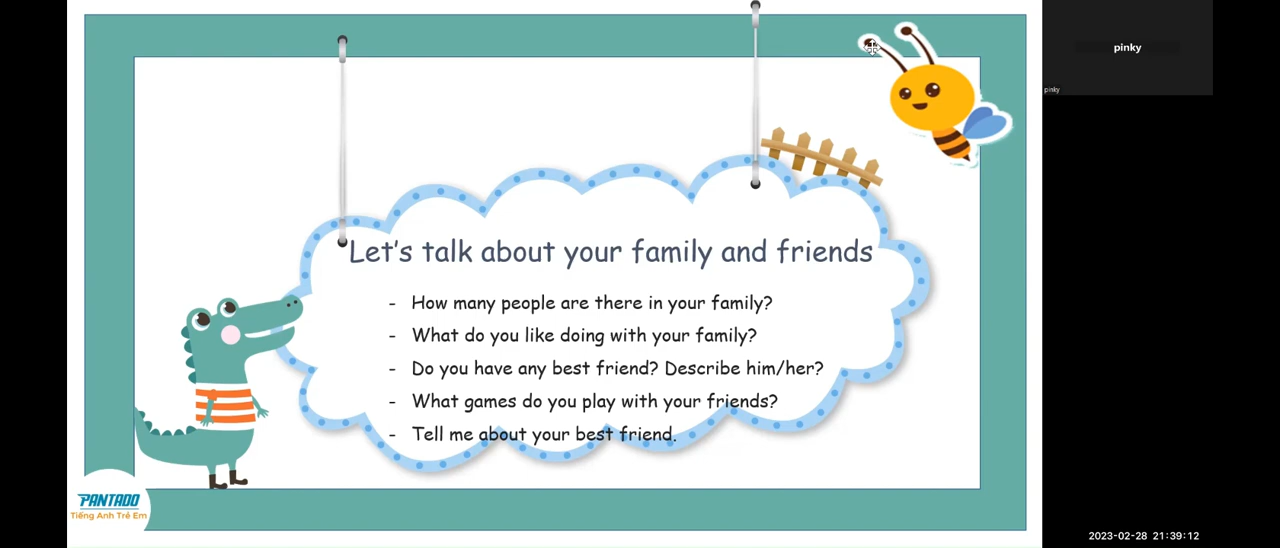 pinky
pinky
Let's talk about your family and friends
- How many people are there in your family?
- What do you like doing with your family?
- Do you have any best friend? Describe him/her?
- What games do you play with your friends?
- Tell me about your best friend.
PANTADO
Tiếng Anh Trẻ Em
2023-02-28 21:39:12